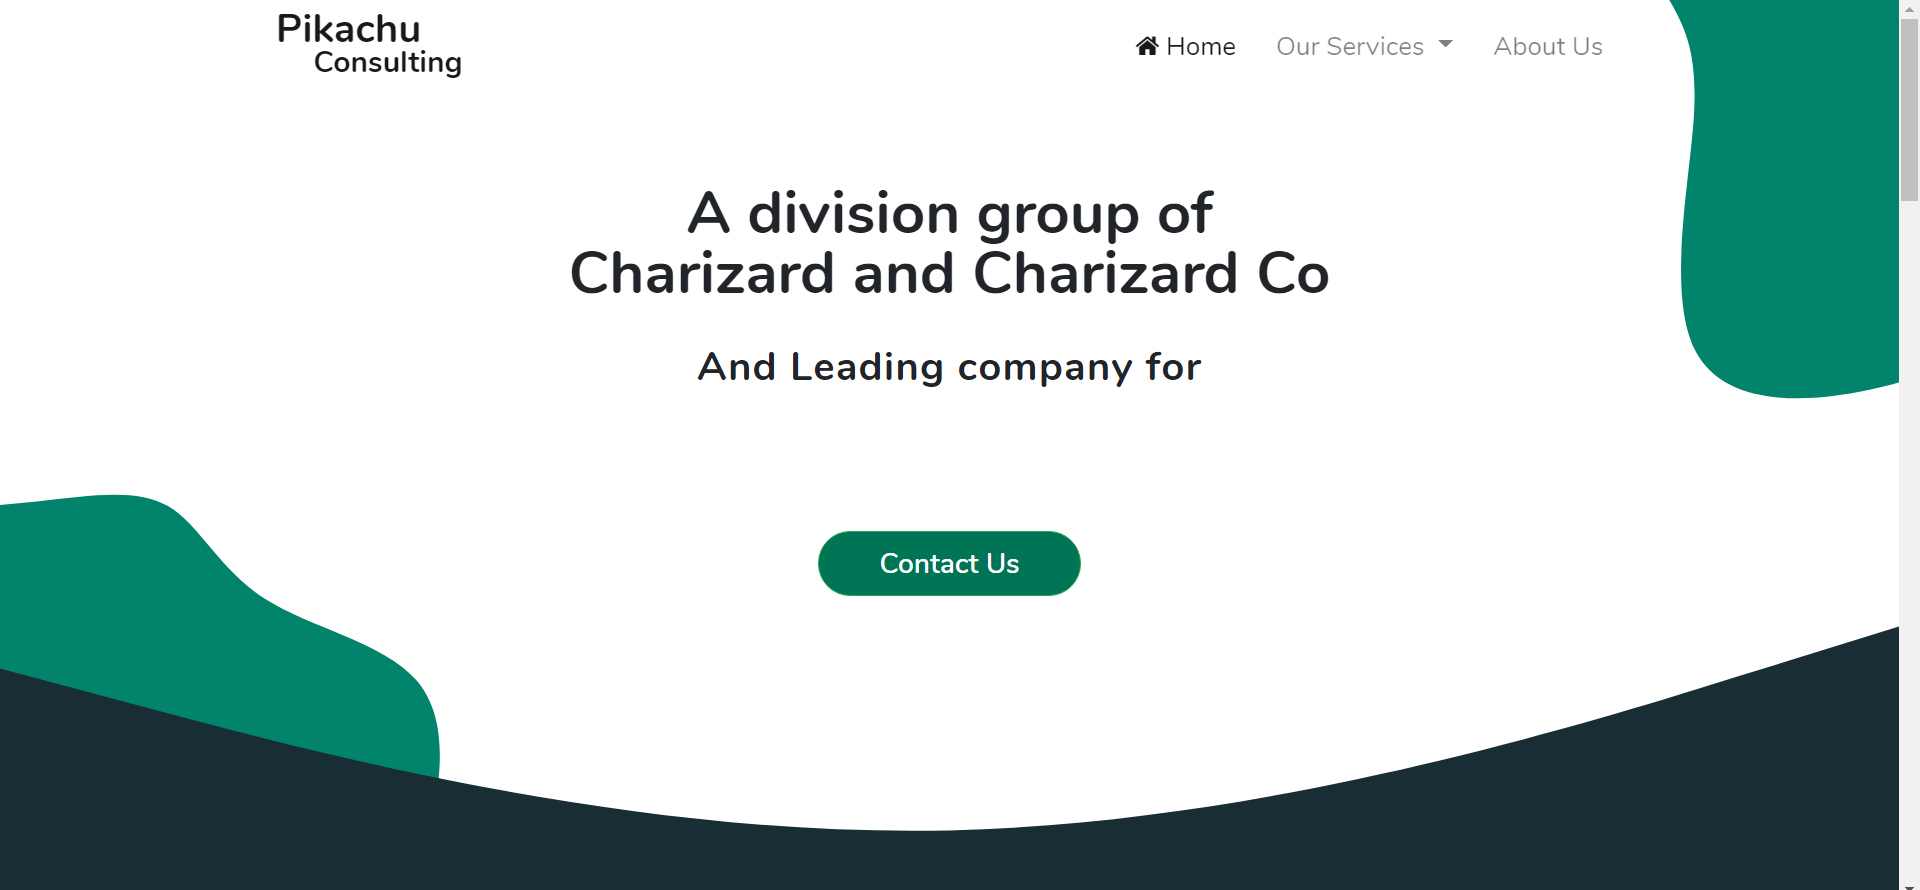 Pikachu
Consulting
Home
Our Services
About Us
A division group of
Charizard and Charizard Co
And Leading company for
Contact Us